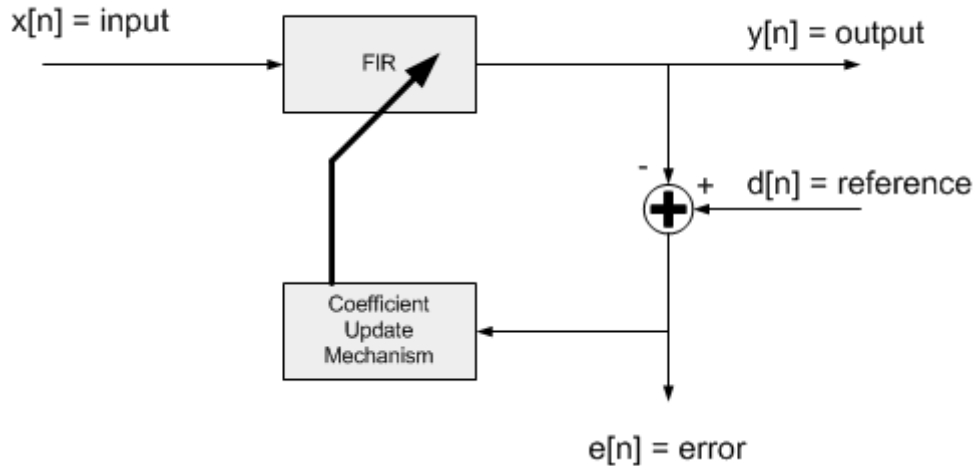 x[n] = input
FIR
y[n] = output
-
+
d[n] = reference
Coefficient
Update
Mechanism
e[n] = error